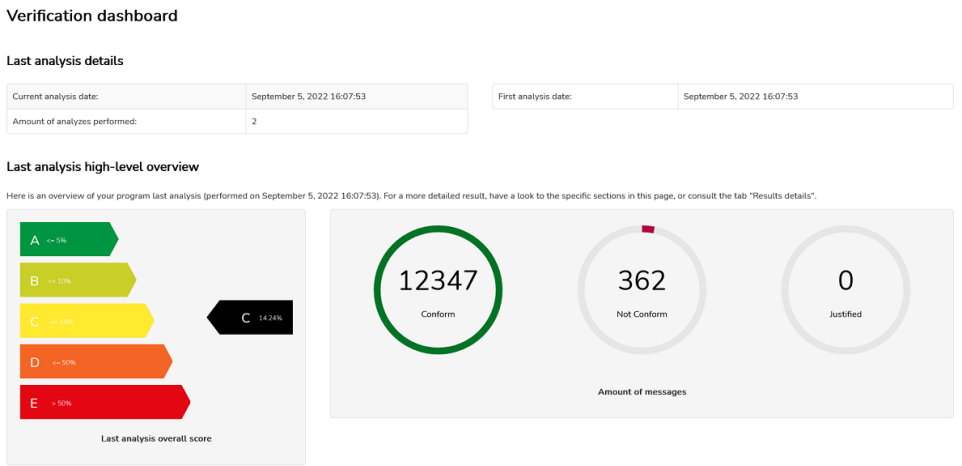 Verification dashboard
Last analysis details
Current analysis date: September 5, 2022 16:07:53
First analysis date: September 5, 2022 16:07:53
Amount of analyzes performed: 2
Last analysis high-level overview
Here is an overview of your program last analysis (performed on September 5, 2022 16:07:53). For a more detailed result, have a look to the specific sections in this page, or consult the tab "Results details".
A <= 5%
B <= 10%
C <= 15%
C 14.24%
D <= 50%
E > 50%
Last analysis overall score
12347
Conform
362
Not Conform
0
Justified
Amount of messages